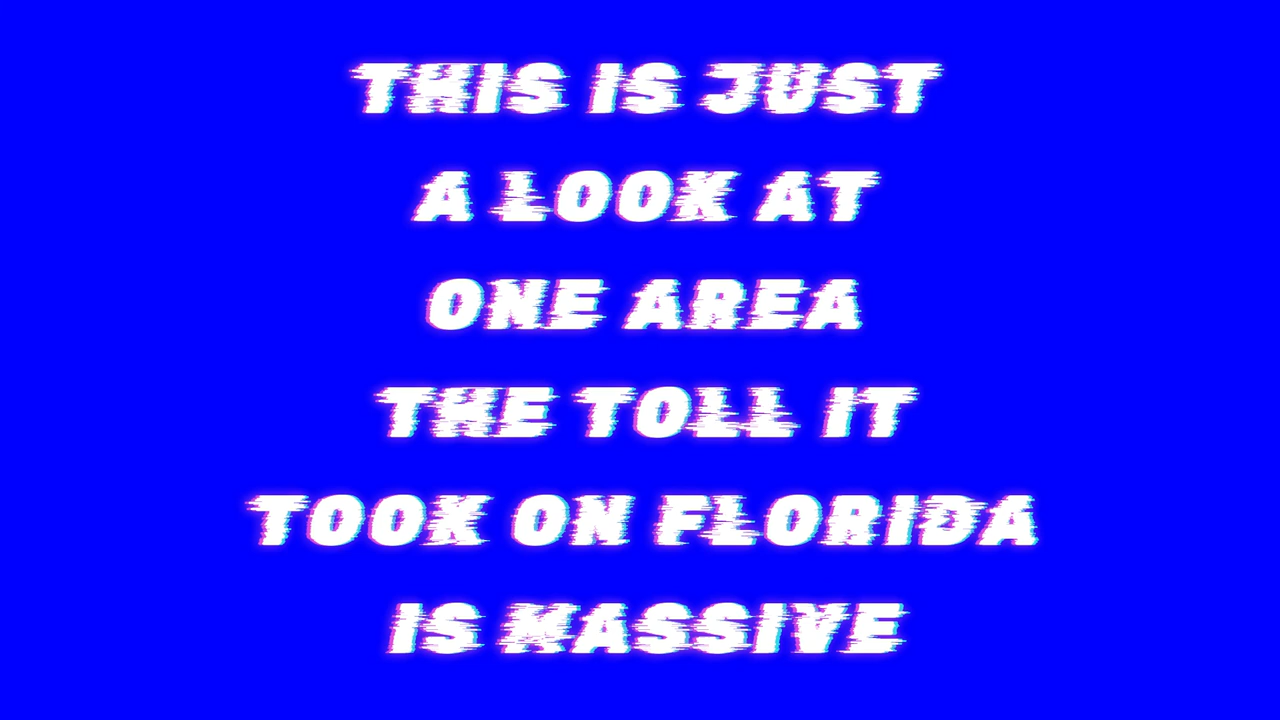 THIS IS JUST
A LOOK AT
ONE AREA
THE TOLL IT
TOOK ON FLORIDA
IS MASSIVE